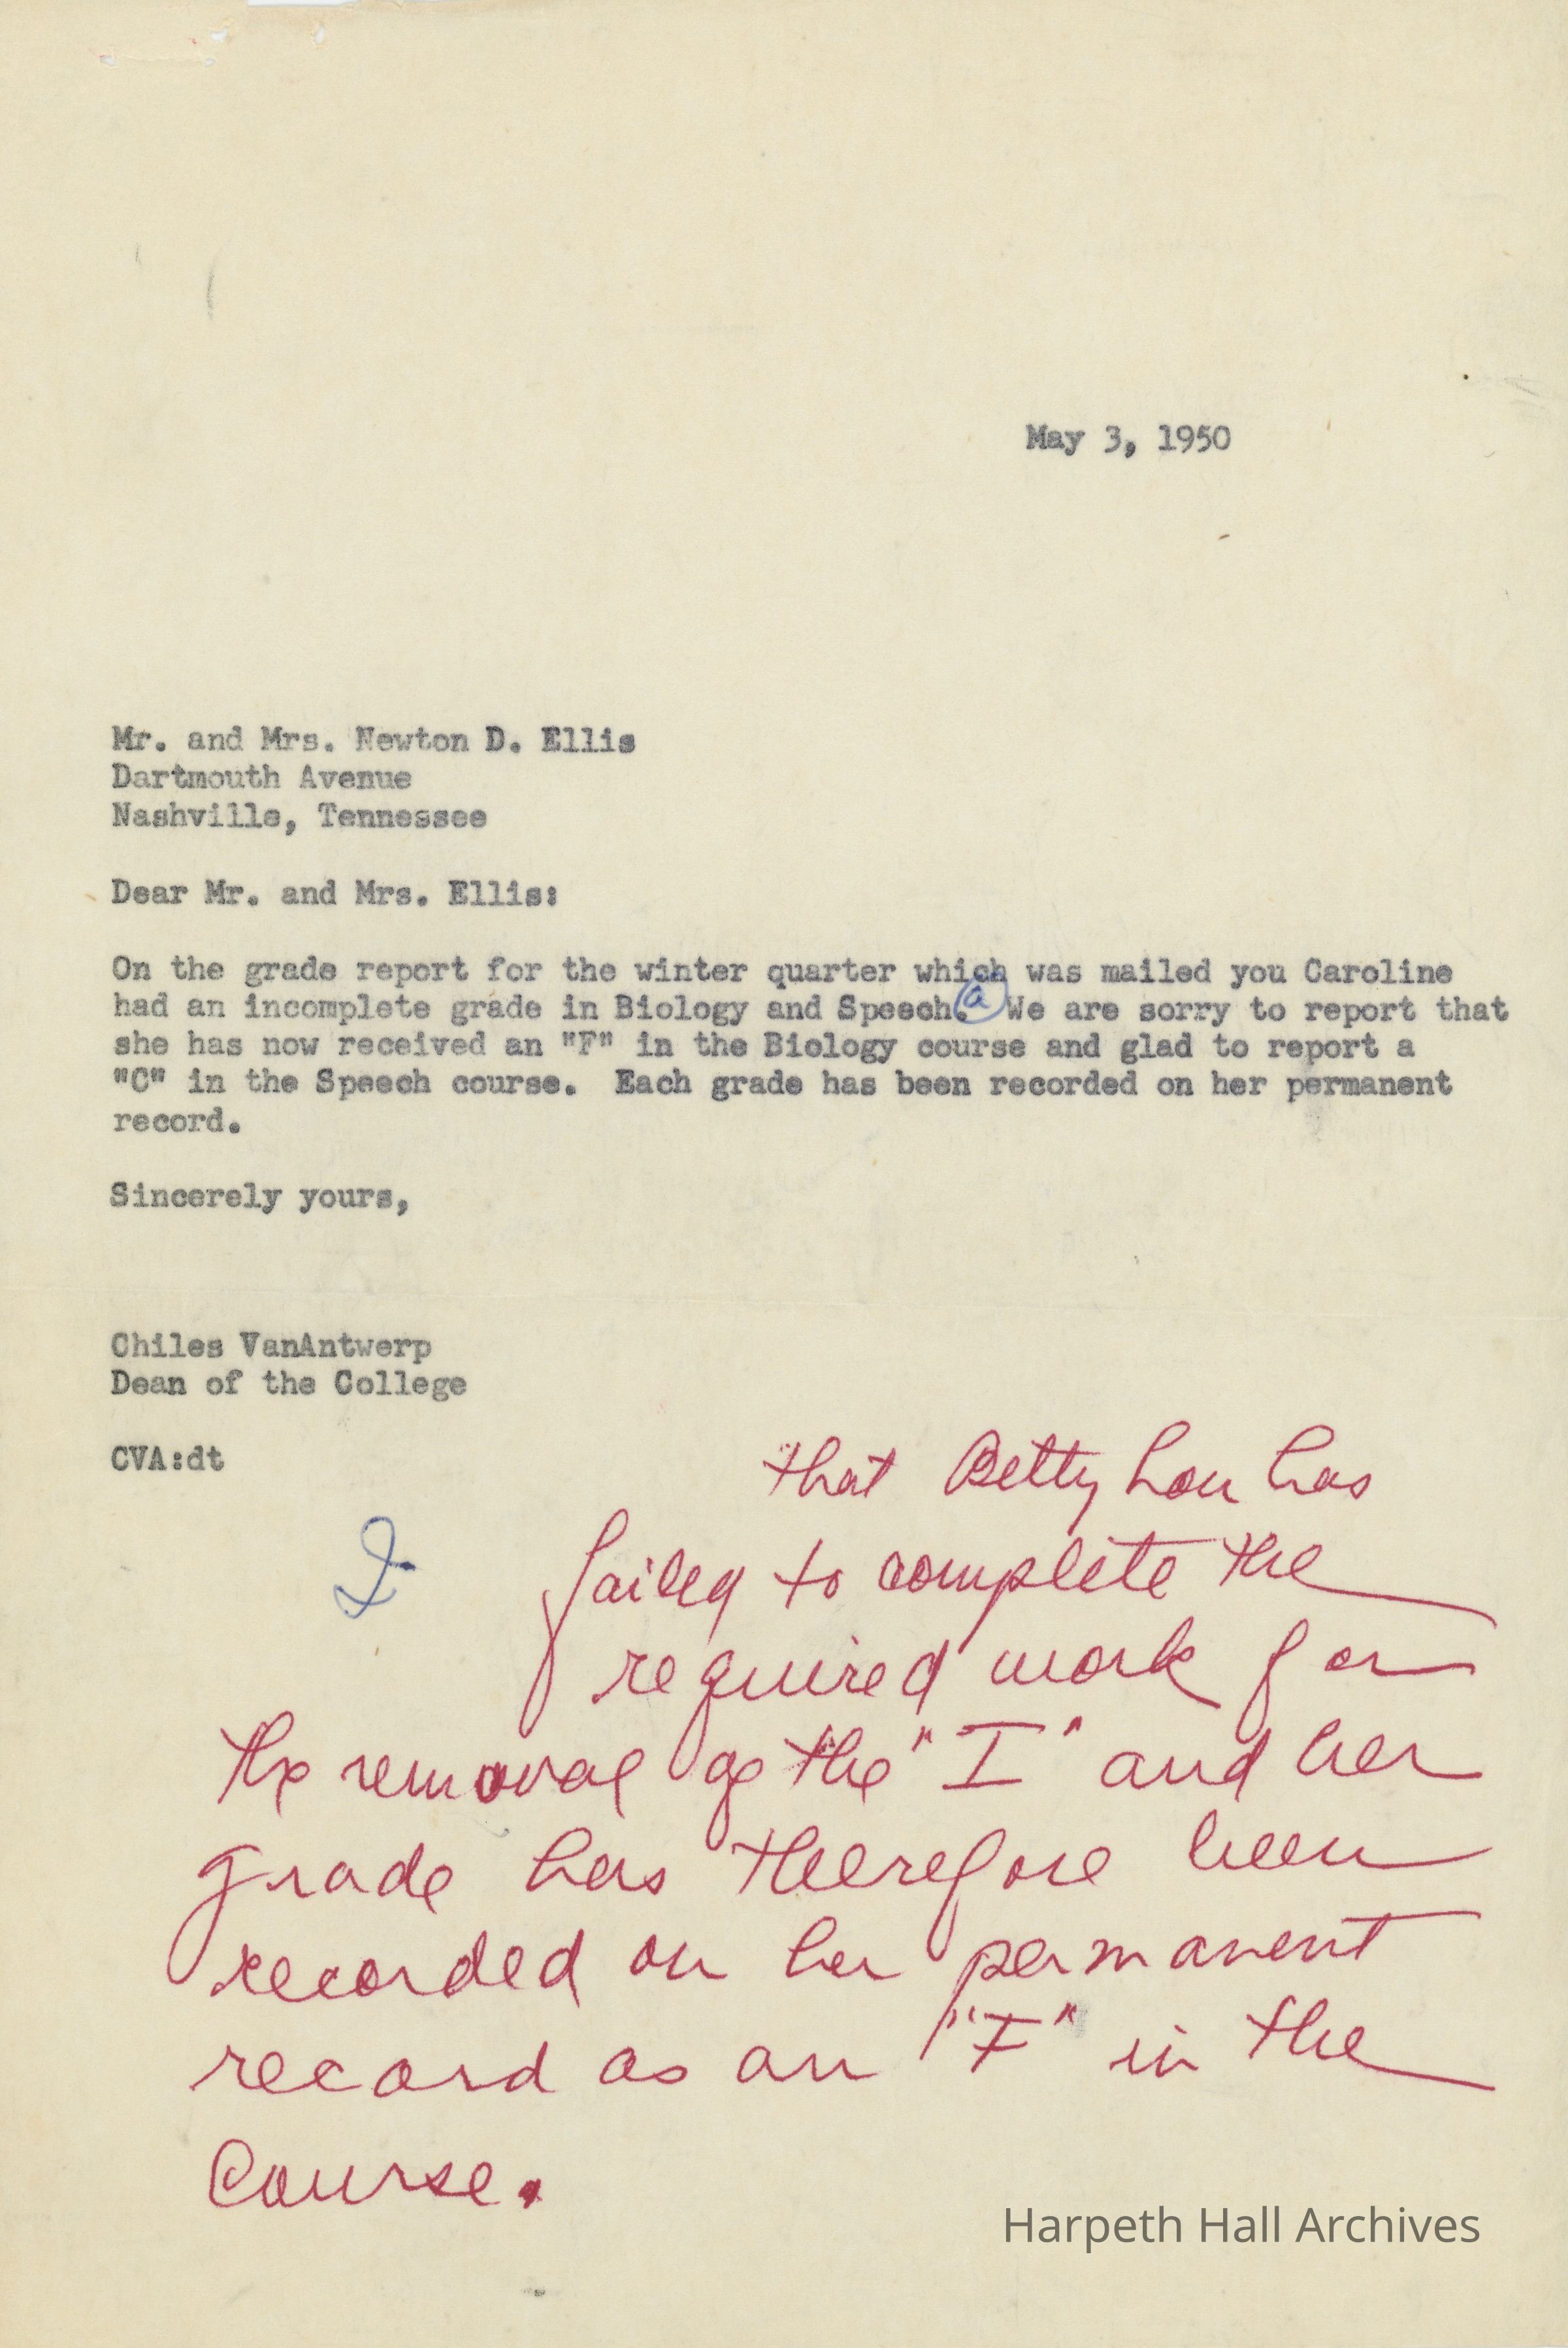 May 3, 1950
Mr. and Mrs. Newton D. Ellis
Dartmouth Avenue
Nashville, Tennessee
Dear Mr. and Mrs. Ellis:
On the grade report for the winter quarter which was mailed you Caroline
had an incomplete grade in Biology and Speech. a We are sorry to report that
she has now received an "F" in the Biology course and glad to report a
"C" in the Speech course. Each grade has been recorded on her permanent
record.
Sincerely yours,
Chiles VanAntwerp
Dean of the College
CVA:dt
that Betty Lou has
I failed to complete the
required work for
the removal of the "I" and her
grade has therefore been
recorded on her permanent
record as an "F" in the
course.
Harpeth Hall Archives